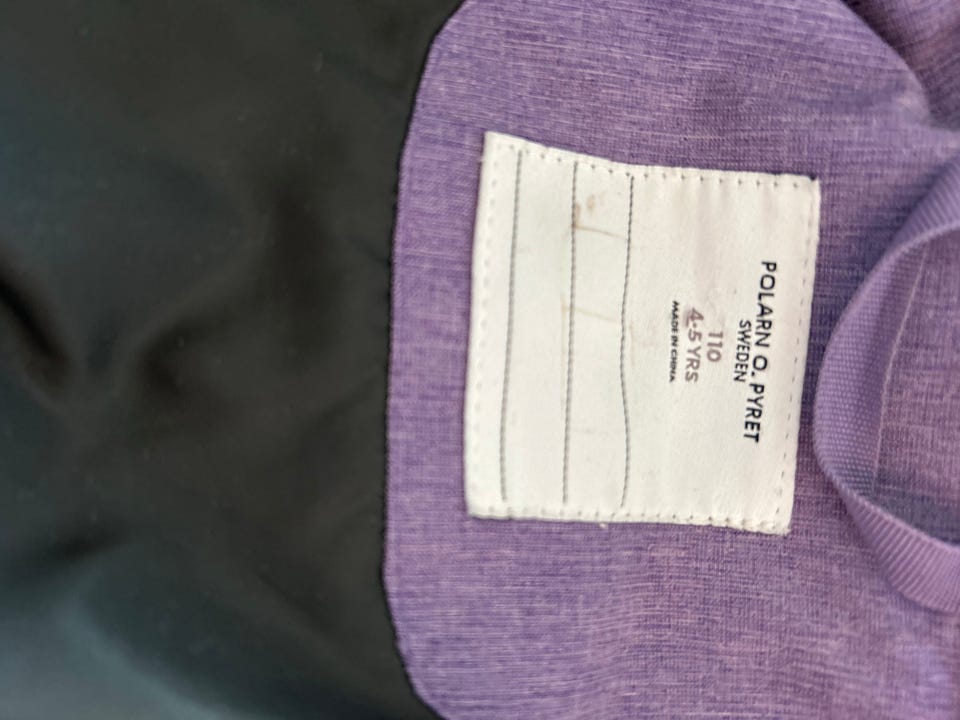 POLARN O. PYRET
SWEDEN
110
4-5 YRS
MADE IN CHINA